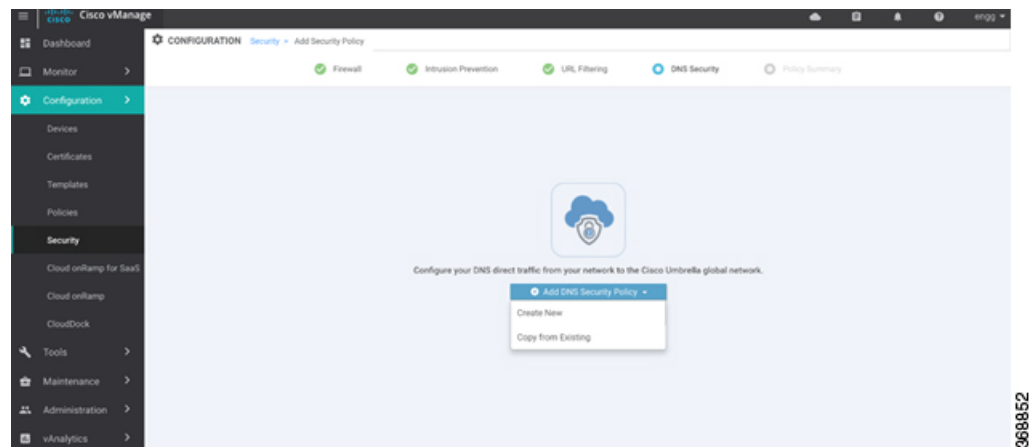 CISCO Cisco vManage
engg
Dashboard
Monitor
Configuration
Devices
Certificates
Templates
Policies
Security
Cloud onRamp for SaaS
Cloud onRamp
CloudDock
Tools
Maintenance
Administration
vAnalytics
CONFIGURATION Security > Add Security Policy
Firewall
Intrusion Prevention
URL Filtering
DNS Security
Policy Summary
Configure your DNS direct traffic from your network to the Cisco Umbrella global network.
Add DNS Security Policy
Create New
Copy from Existing
368852